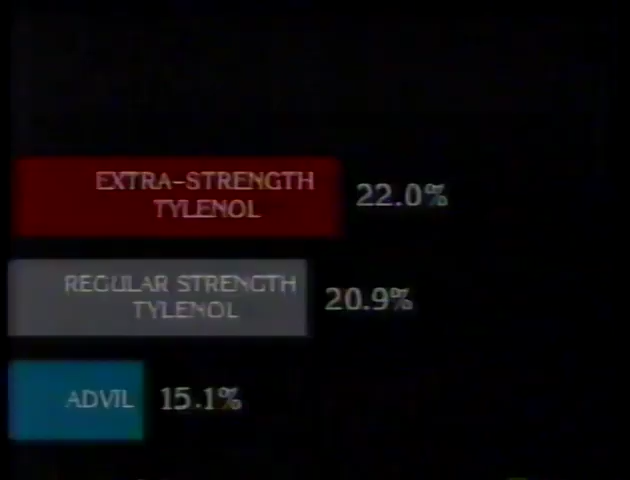 EXTRA-STRENGTH
TYLENOL
22.0%
REGULAR STRENGTH
TYLENOL
20.9%
ADVIL
15.1%